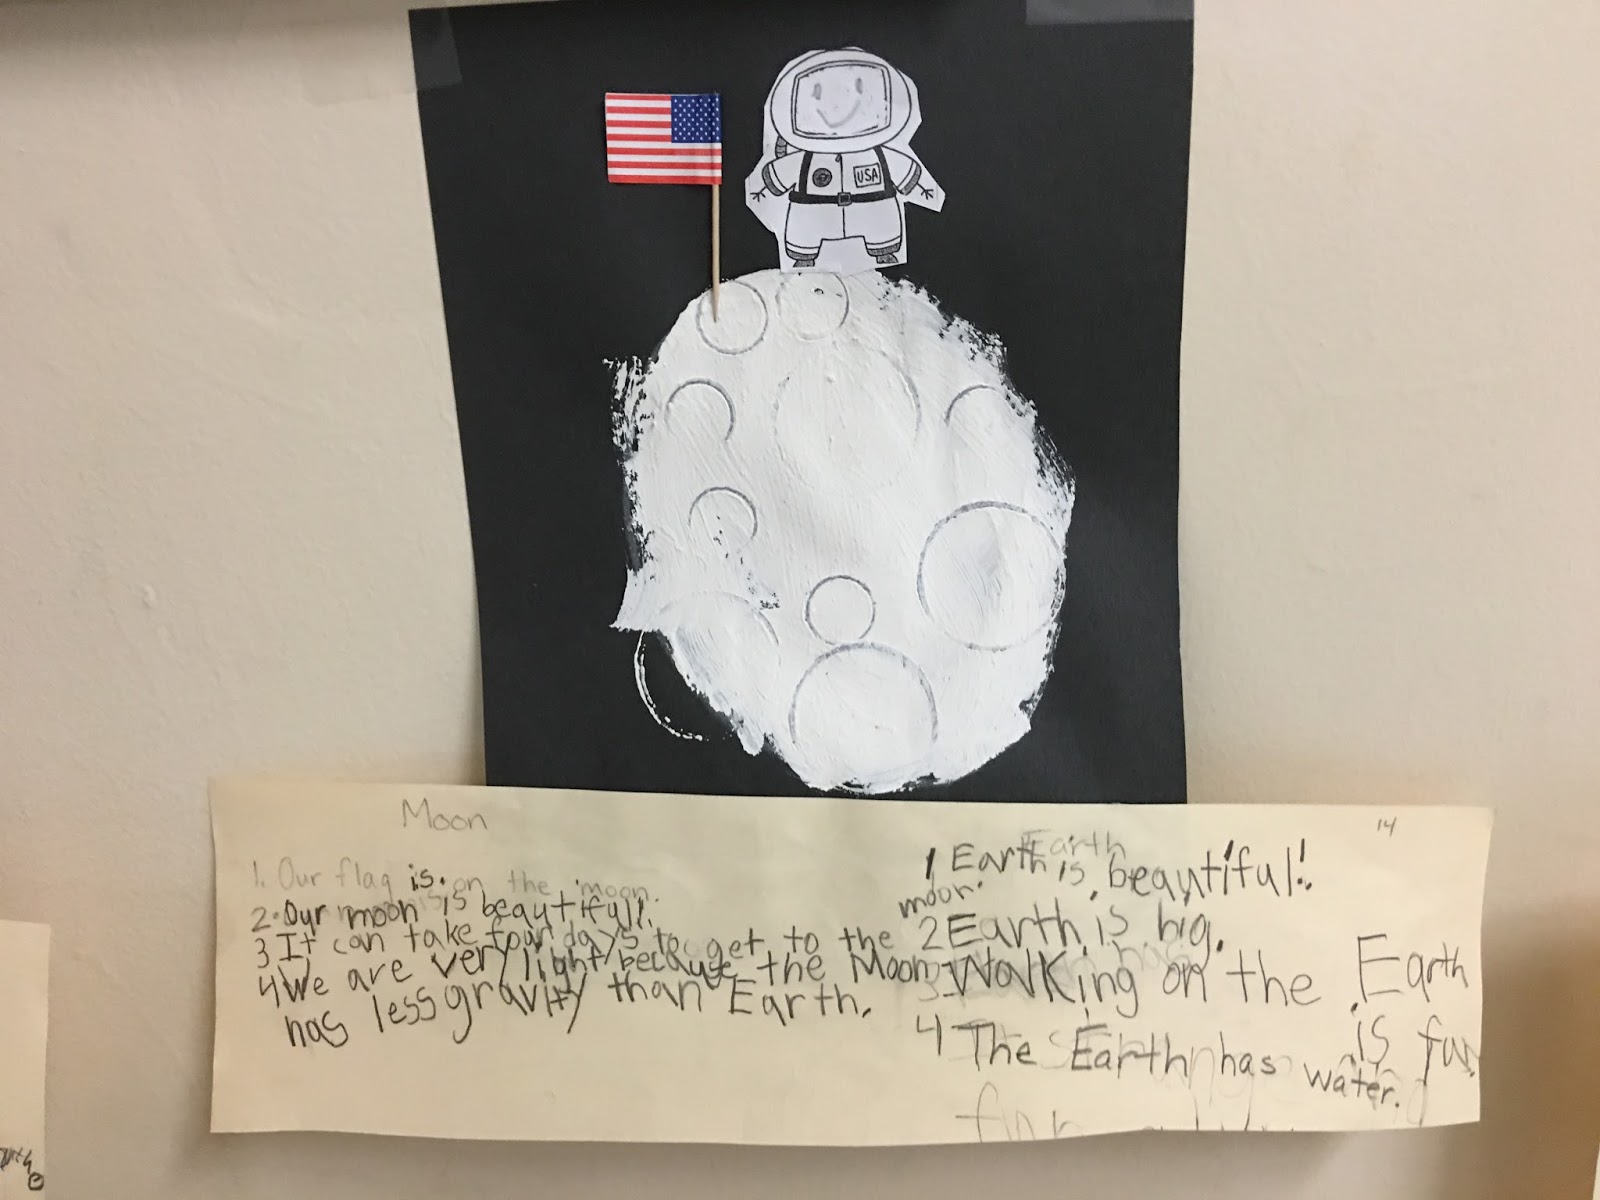 USA
Moon
1. Our flag is on the moon.
2. Our moon is beautiful!.
3 It can take four days to get to the
moon.
4 We are very light because the Moon
has less gravity than Earth.
14
Earth
1 Earth is beautiful!.
2 Earth is big.
3 Walking on the Earth
is fun.
4 The Earth has water.